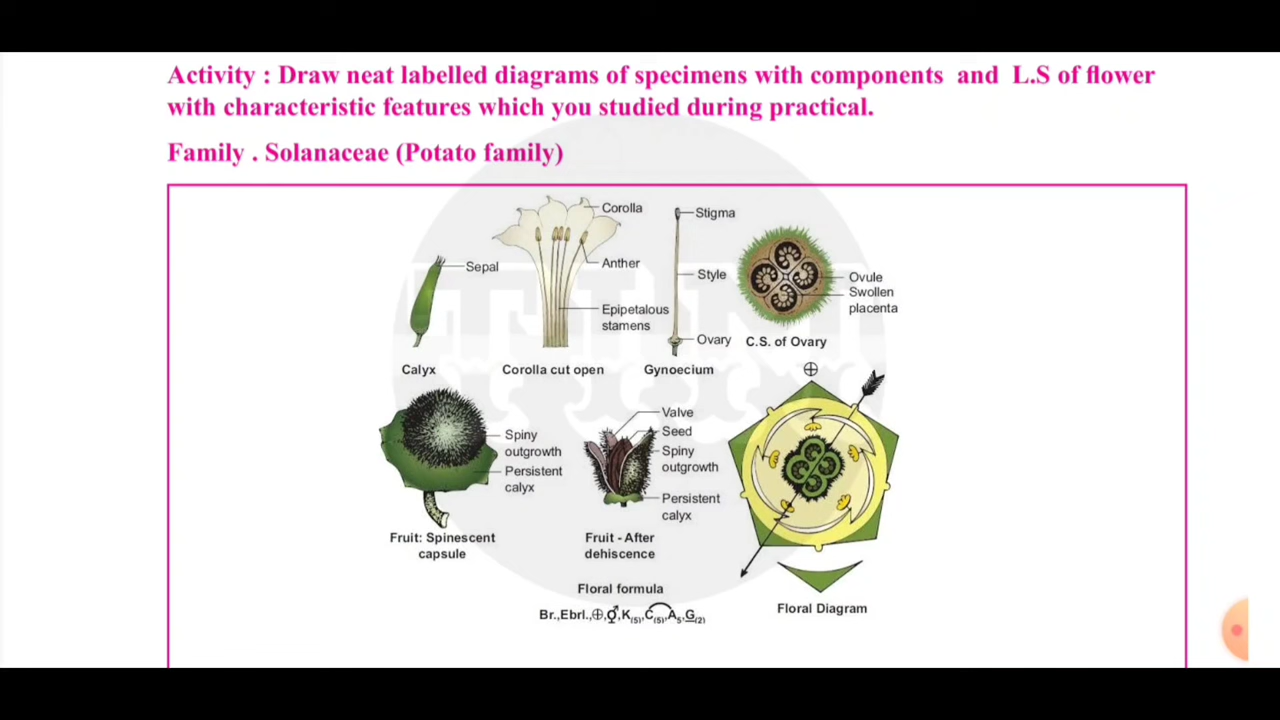 Activity : Draw neat labelled diagrams of specimens with components and L.S of flower
with characteristic features which you studied during practical.
Family . Solanaceae (Potato family)
Sepal
Calyx
Corolla
Anther
Epipetalous
stamens
Corolla cut open
Stigma
Style
Ovary
Gynoecium
Ovule
Swollen
placenta
C.S. of Ovary
Spiny
outgrowth
Persistent
calyx
Fruit: Spinescent
capsule
Valve
Seed
Spiny
outgrowth
Persistent
calyx
Fruit - After
dehiscence
Floral formula
Br.,Ebrl.,⊕,⚥,K(5),C(5),A5,G(2)
Floral Diagram